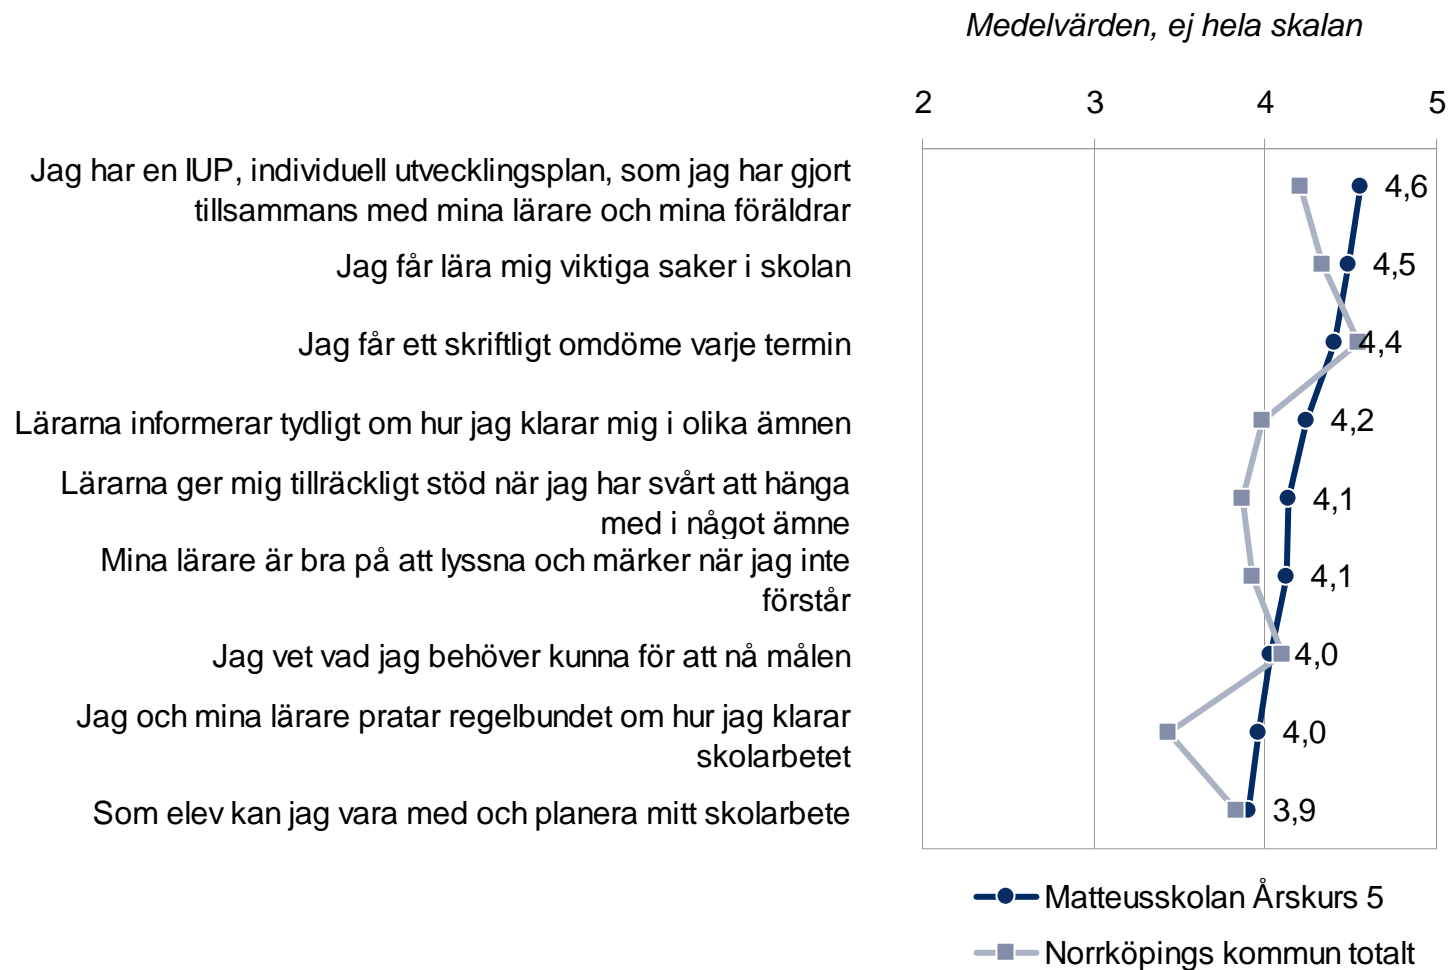 Medelvärden, ej hela skalan
2 3 4 5
Jag har en IUP, individuell utvecklingsplan, som jag har gjort
tillsammans med mina lärare och mina föräldrar
4,6
Jag får lära mig viktiga saker i skolan
4,5
Jag får ett skriftligt omdöme varje termin
4,4
Lärarna informerar tydligt om hur jag klarar mig i olika ämnen
4,2
Lärarna ger mig tillräckligt stöd när jag har svårt att hänga
med i något ämne
4,1
Mina lärare är bra på att lyssna och märker när jag inte
förstår
4,1
Jag vet vad jag behöver kunna för att nå målen
4,0
Jag och mina lärare pratar regelbundet om hur jag klarar
skolarbetet
4,0
Som elev kan jag vara med och planera mitt skolarbete
3,9
Matteusskolan Årskurs 5
Norrköpings kommun totalt